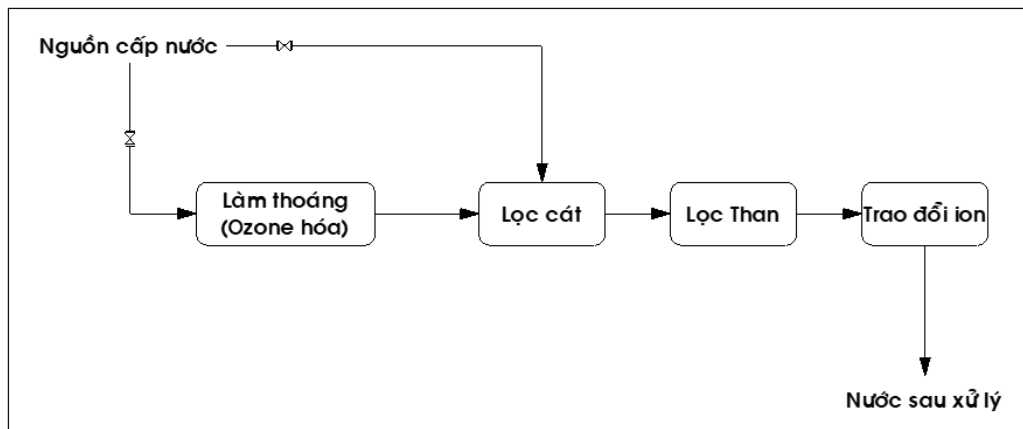 Nguồn cấp nước
Làm thoáng
(Ozone hóa)
Lọc cát
Lọc Than
Trao đổi ion
Nước sau xử lý